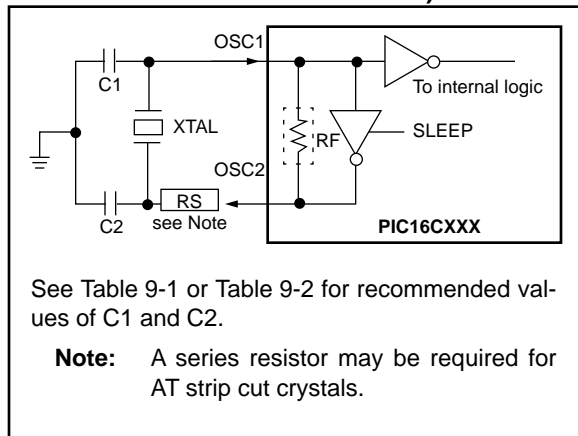 OSC1
C1
To internal logic
XTAL
RF
SLEEP
OSC2
RS
see Note
C2
PIC16CXXX
See Table 9-1 or Table 9-2 for recommended val-
ues of C1 and C2.
Note: A series resistor may be required for
AT strip cut crystals.